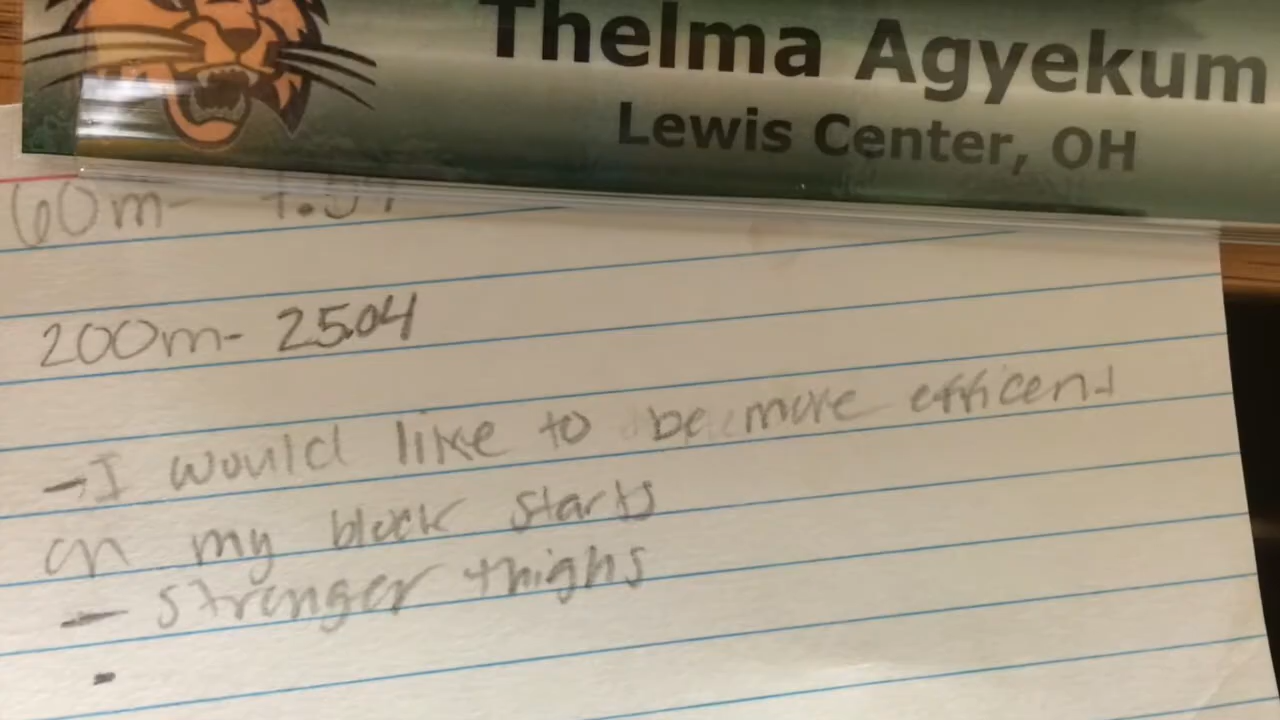 Thelma Agyekum
Lewis Center, OH
60m-
200m- 25.04
-I would like to be more efficent
on my block starts
- stronger thighs
-